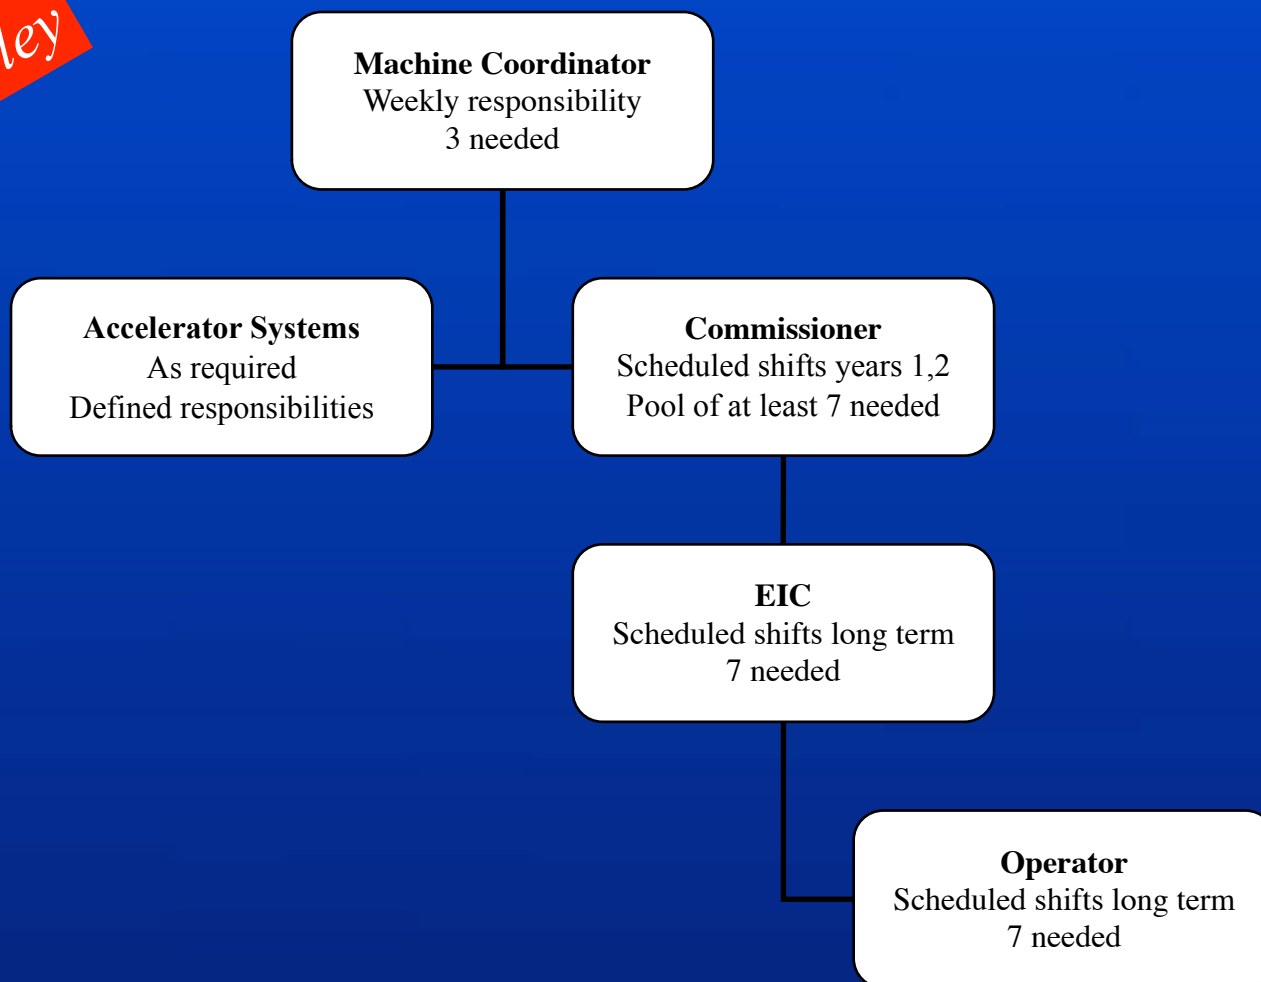 Machine Coordinator
Weekly responsibility
3 needed
Accelerator Systems
As required
Defined responsibilities
Commissioner
Scheduled shifts years 1,2
Pool of at least 7 needed
EIC
Scheduled shifts long term
7 needed
Operator
Scheduled shifts long term
7 needed